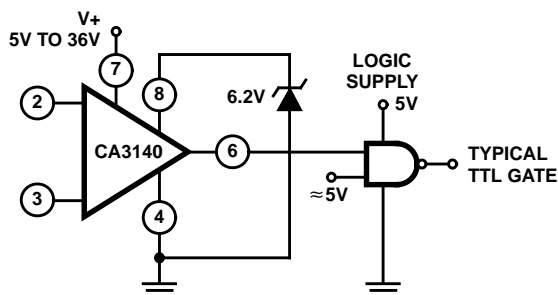 V+
5V TO 36V
7
8
2
6.2V
LOGIC
SUPPLY
5V
CA3140
6
TYPICAL
TTL GATE
≈5V
3
4